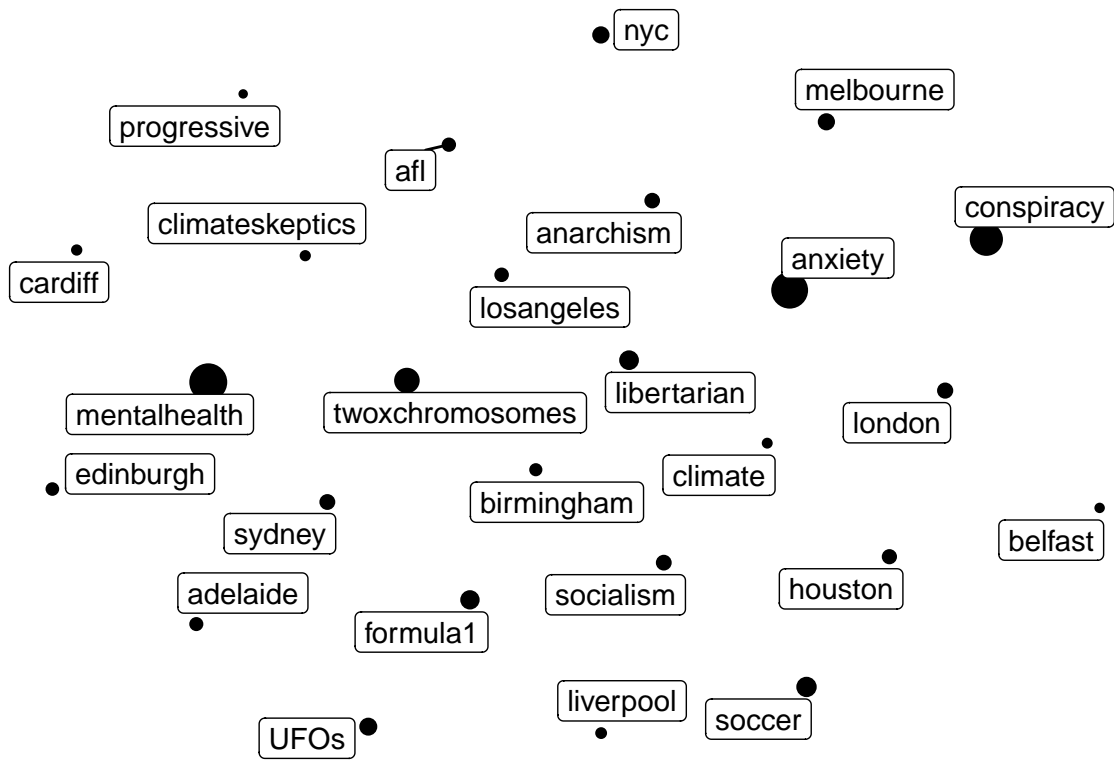 nyc
melbourne
progressive
afl
conspiracy
climateskeptics
anarchism
anxiety
cardiff
losangeles
libertarian
mentalhealth
twoxchromosomes
london
edinburgh
climate
birmingham
sydney
belfast
adelaide
socialism
houston
formula1
liverpool
soccer
UFOs